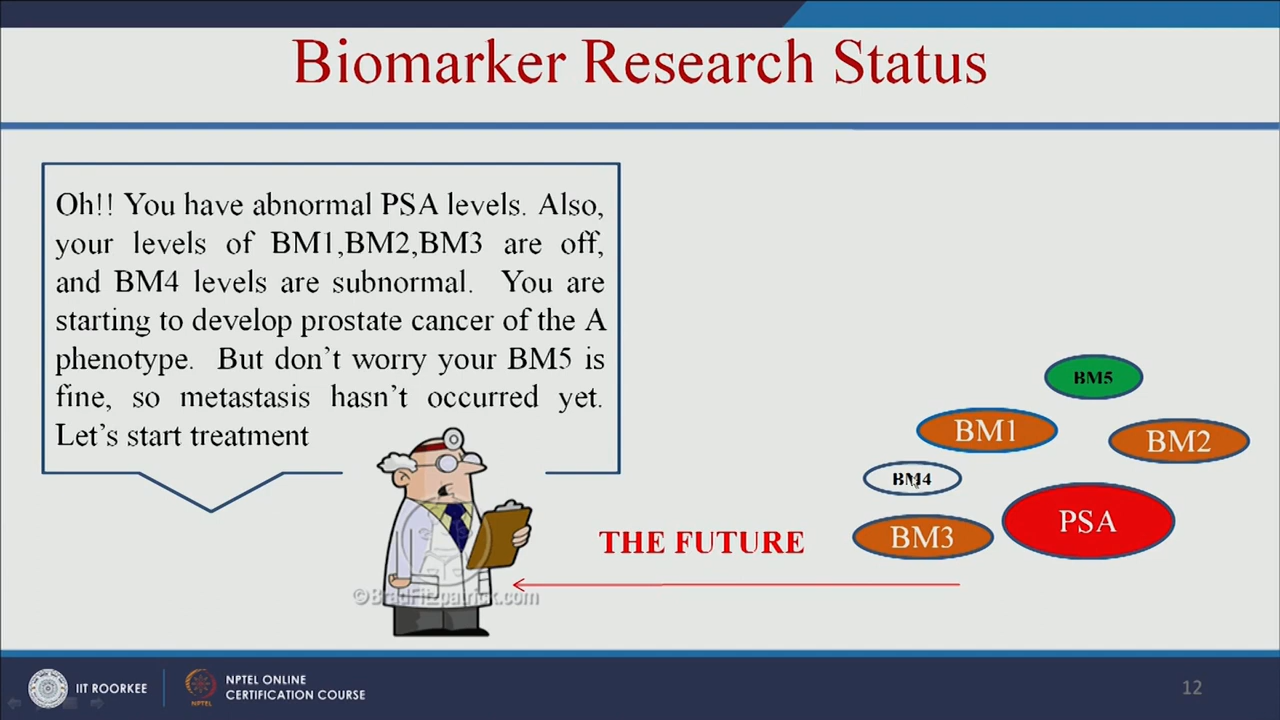 Biomarker Research Status
Oh!! You have abnormal PSA levels. Also,
your levels of BM1,BM2,BM3 are off,
and BM4 levels are subnormal. You are
starting to develop prostate cancer of the A
phenotype. But don't worry your BM5 is
fine, so metastasis hasn't occurred yet.
Let's start treatment
BM5
BM1
BM2
BM4
PSA
BM3
THE FUTURE
©BradFitzpatrick.com
IIT ROORKEE
NPTEL
NPTEL ONLINE
CERTIFICATION COURSE
12